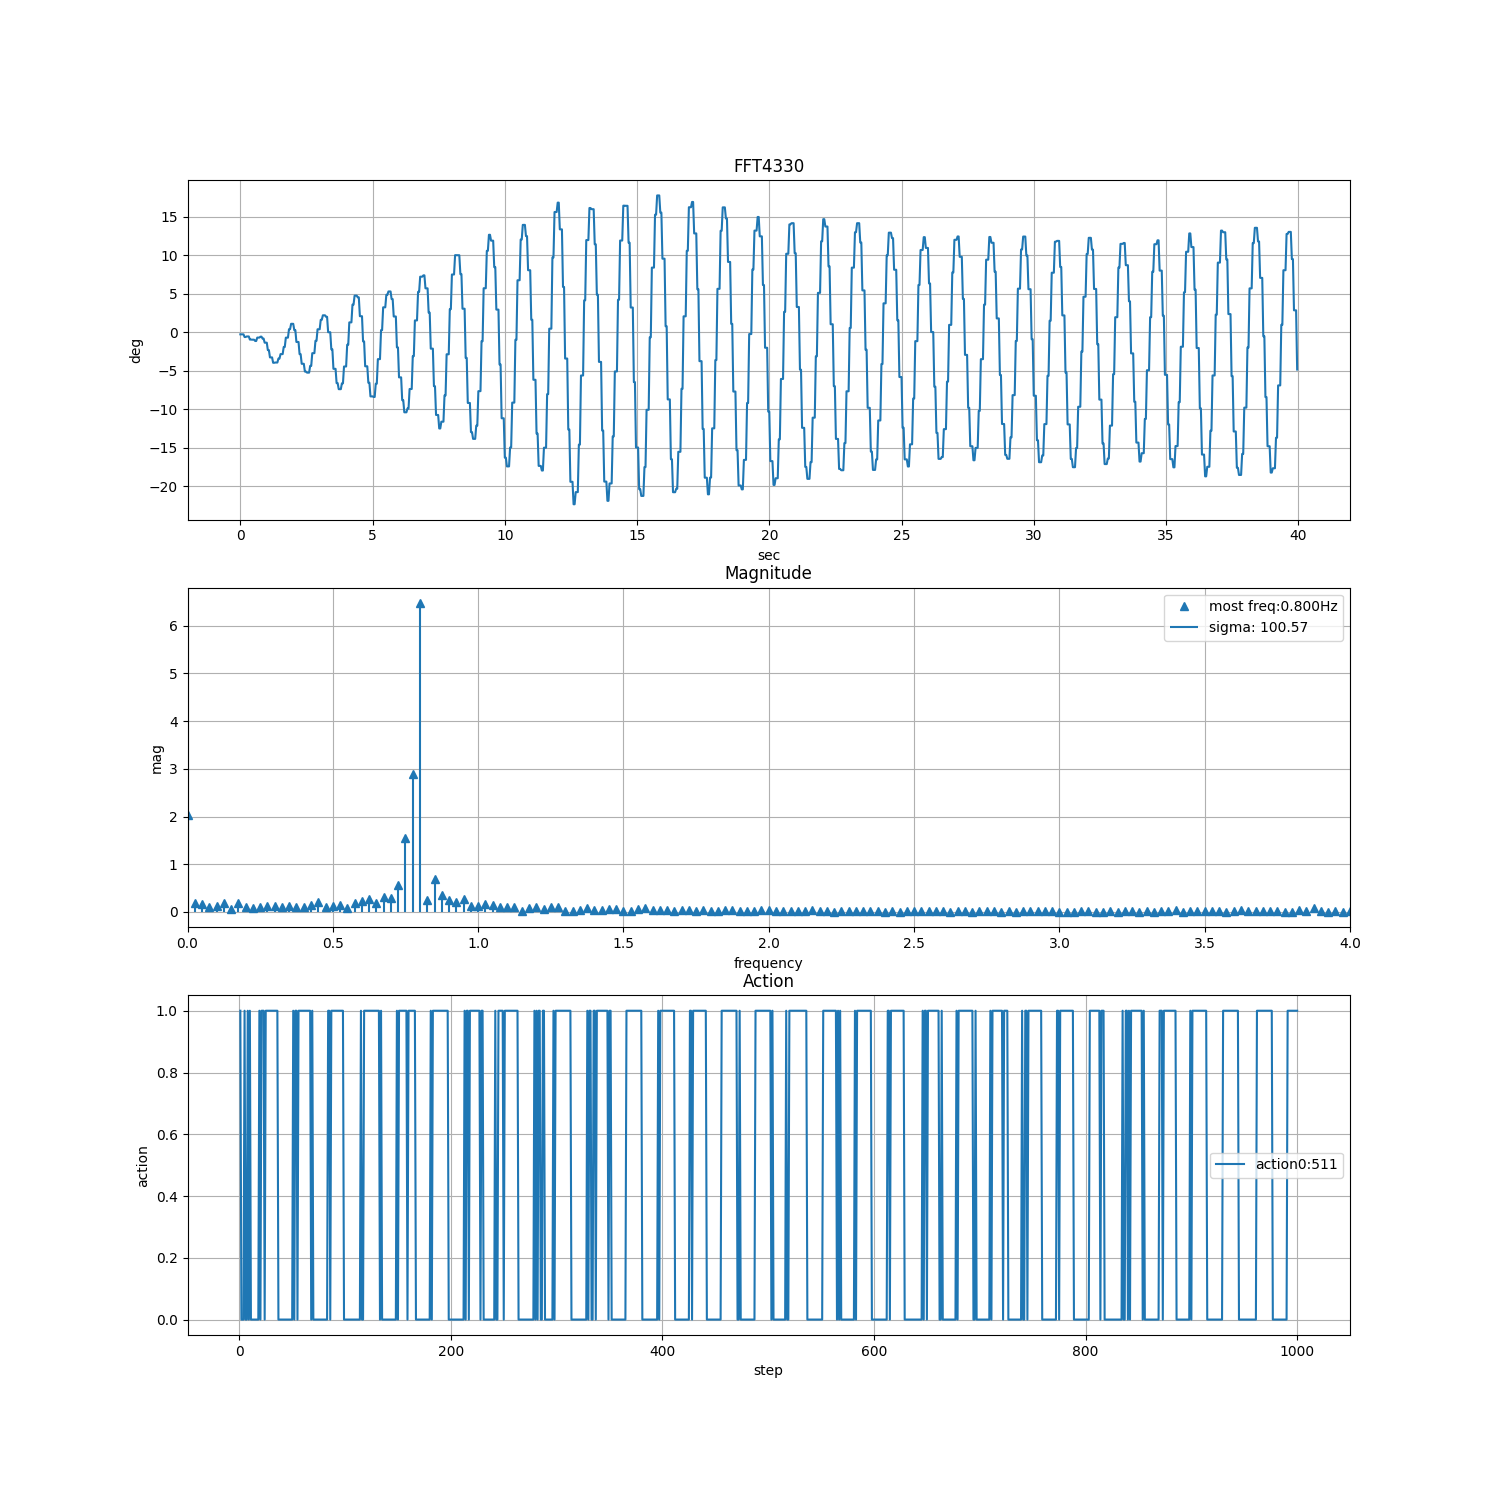 FFT4330
15
10
5
0
−5
−10
−15
−20
deg
0 5 10 15 20 25 30 35 40
sec
Magnitude
most freq:0.800Hz
sigma: 100.57
6
5
4
3
2
1
0
mag
0.0 0.5 1.0 1.5 2.0 2.5 3.0 3.5 4.0
frequency
Action
1.0
0.8
0.6
0.4
0.2
0.0
action
action0:511
0 200 400 600 800 1000
step